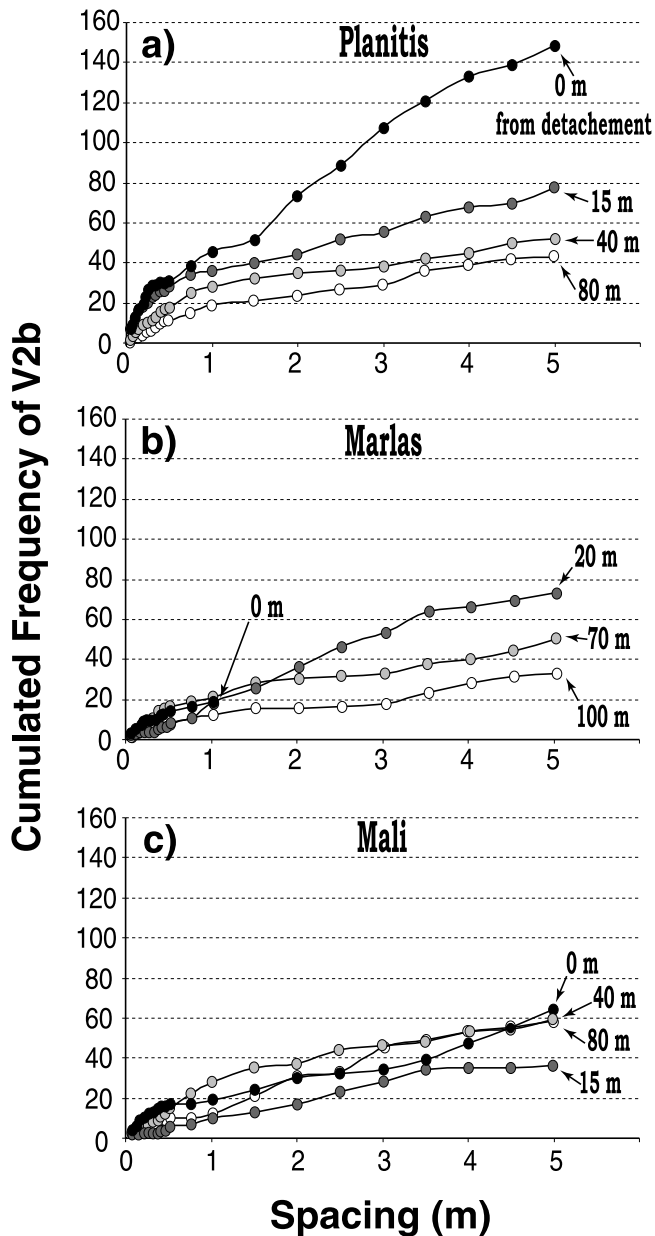 Cumulated Frequency of V2b
a)
Planitis
160
140
120
100
80
60
40
20
0
0 m
from detachement
15 m
40 m
80 m
0 1 2 3 4 5
b)
Marlas
160
140
120
100
80
60
40
20
0
0 m
20 m
70 m
100 m
0 1 2 3 4 5
c)
Mali
160
140
120
100
80
60
40
20
0
0 m
40 m
80 m
15 m
0 1 2 3 4 5
Spacing (m)